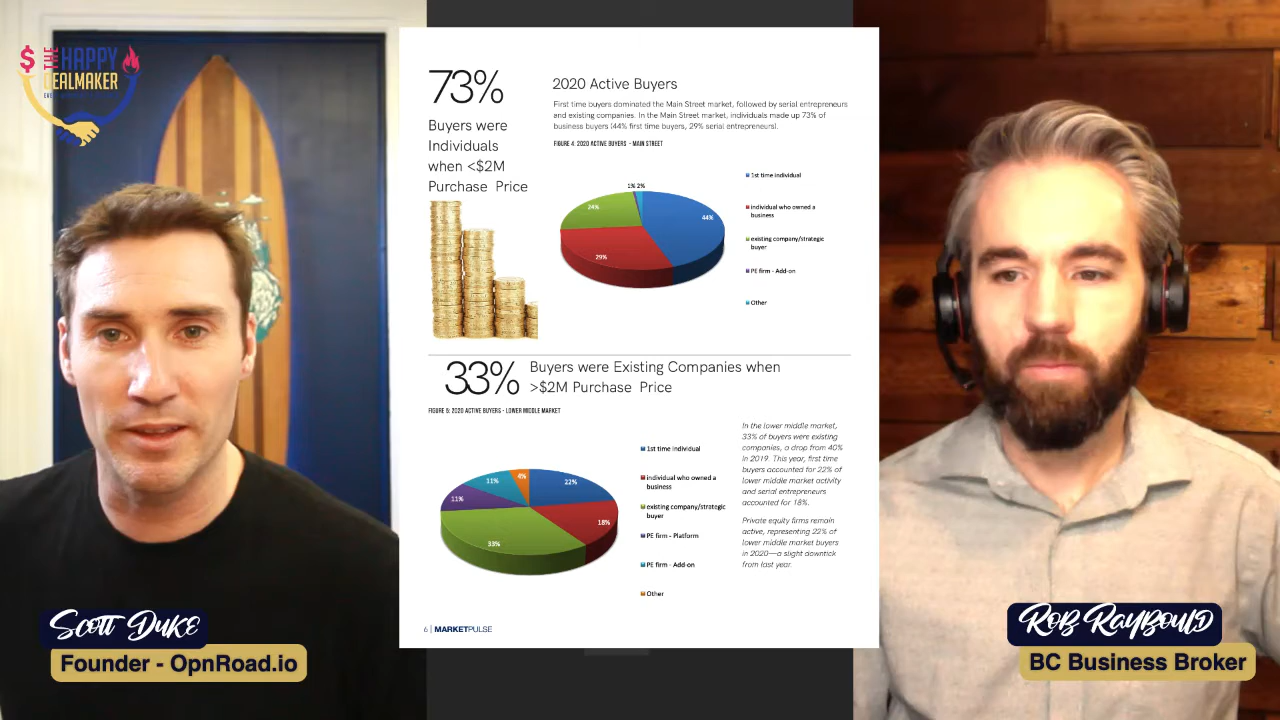 $
THE HAPPY
DEALMAKER
73%
Buyers were
Individuals
when <$2M
Purchase Price
2020 Active Buyers
First time buyers dominated the Main Street market, followed by serial entrepreneurs
and existing companies. In the Main Street market, individuals made up 73% of
business buyers (44% first time buyers, 29% serial entrepreneurs).
FIGURE 4: 2020 ACTIVE BUYERS - MAIN STREET
1% 2%
24%
44%
29%
1st time individual
individual who owned a
business
existing company/strategic
buyer
PE firm - Add-on
Other
33%
Buyers were Existing Companies when
>$2M Purchase Price
FIGURE 5: 2020 ACTIVE BUYERS - LOWER MIDDLE MARKET
4%
11%
22%
11%
18%
33%
1st time individual
individual who owned a
business
existing company/strategic
buyer
PE firm - Platform
PE firm - Add-on
Other
In the lower middle market,
33% of buyers were existing
companies, a drop from 40%
in 2019. This year, first time
buyers accounted for 22% of
lower middle market activity
and serial entrepreneurs
accounted for 18%.
Private equity firms remain
active, representing 22% of
lower middle market buyers
in 2020—a slight downtick
from last year.
6 | MARKETPULSE
Scott Duke
Founder - OpnRoad.io
Rob Raybould
BC Business Broker